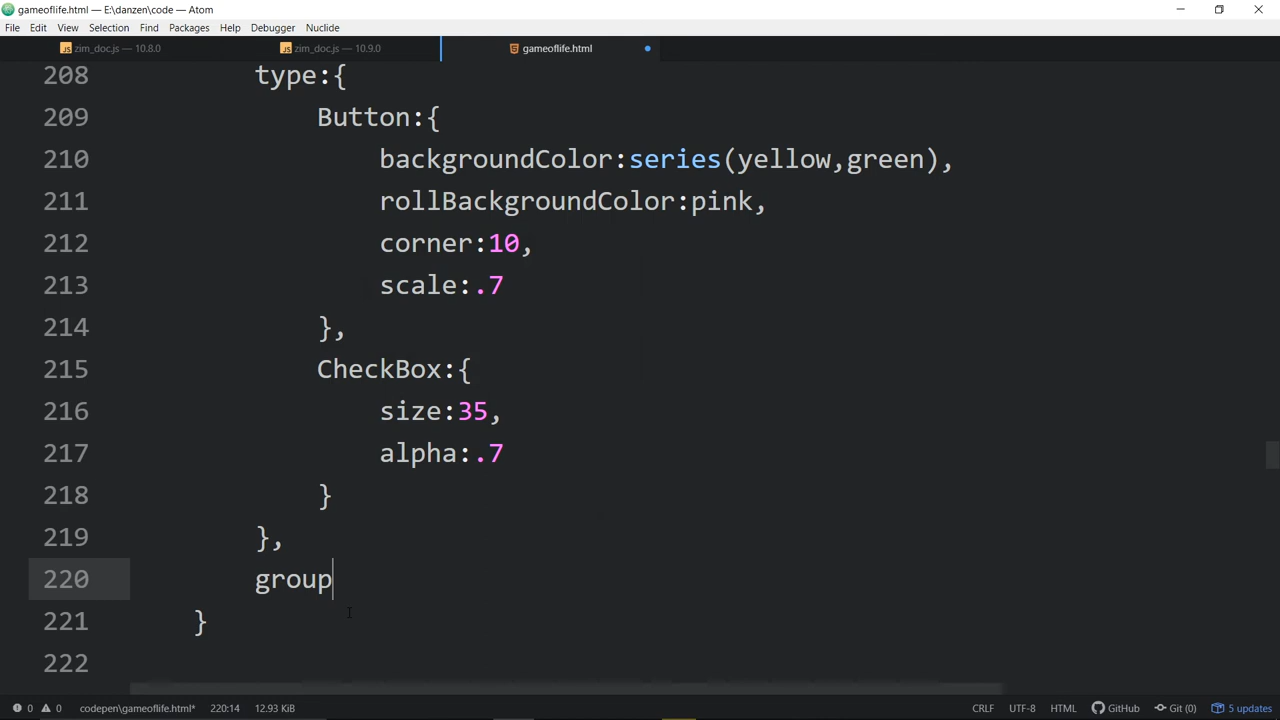 gameoflife.html — E:\danzen\code — Atom
File Edit View Selection Find Packages Help Debugger Nuclide
zim_doc.js — 10.8.0 zim_doc.js — 10.9.0 gameoflife.html
208 type:{
209 Button:{
210 backgroundColor:series(yellow,green),
211 rollBackgroundColor:pink,
212 corner:10,
213 scale:.7
214 },
215 CheckBox:{
216 size:35,
217 alpha:.7
218 }
219 },
220 group
221 }
222
0 0 codepen\gameoflife.html* 220:14 12.93 KiB CRLF UTF-8 HTML GitHub Git (0) 5 updates